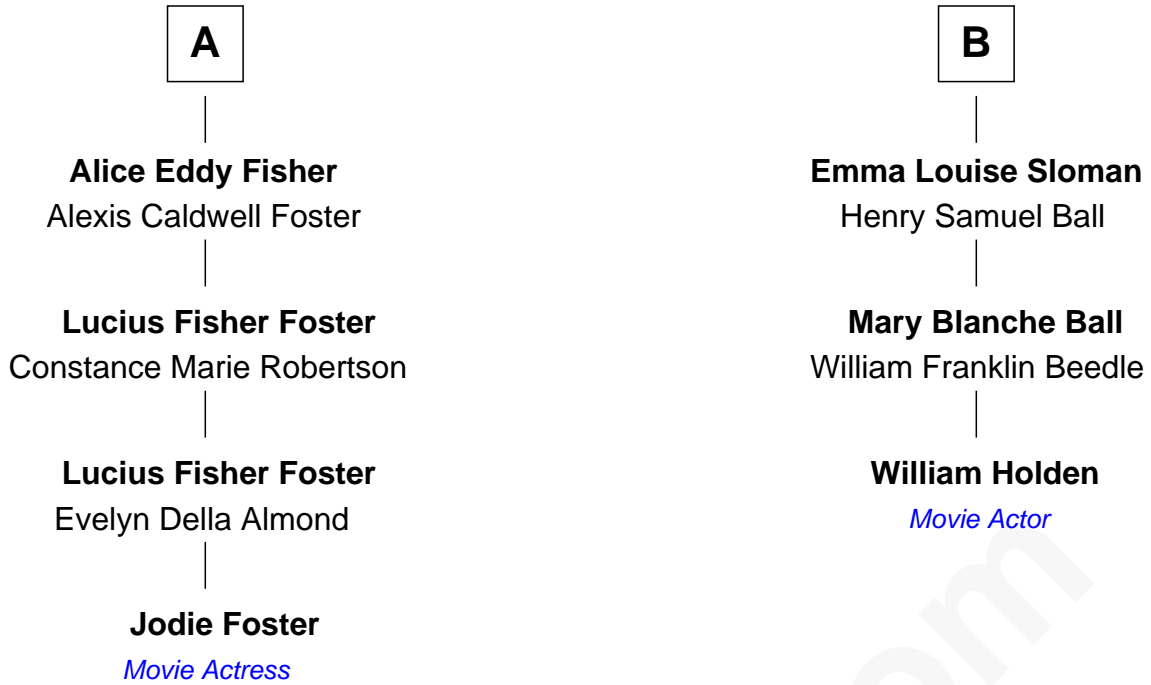 A
Alice Eddy Fisher
Alexis Caldwell Foster
Lucius Fisher Foster
Constance Marie Robertson
Lucius Fisher Foster
Evelyn Della Almond
Jodie Foster
Movie Actress
B
Emma Louise Sloman
Henry Samuel Ball
Mary Blanche Ball
William Franklin Beedle
William Holden
Movie Actor
om